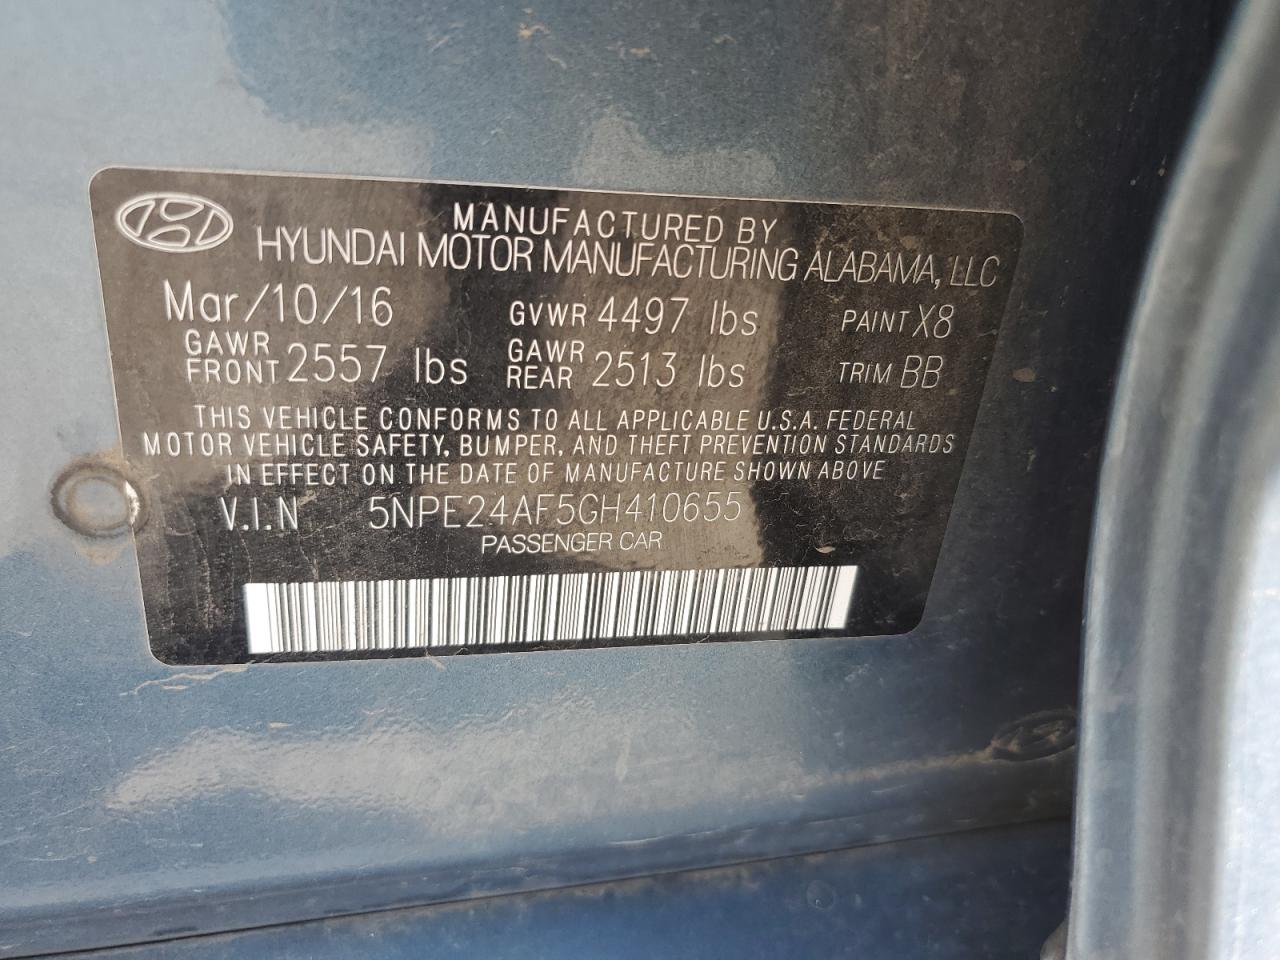 MANUFACTURED BY
HYUNDAI MOTOR MANUFACTURING ALABAMA, LLC
Mar/10/16 GVWR 4497 lbs PAINT X8
GAWR FRONT 2557 lbs GAWR REAR 2513 lbs TRIM BB
THIS VEHICLE CONFORMS TO ALL APPLICABLE U.S.A. FEDERAL
MOTOR VEHICLE SAFETY, BUMPER, AND THEFT PREVENTION STANDARDS
IN EFFECT ON THE DATE OF MANUFACTURE SHOWN ABOVE
V.I.N 5NPE24AF5GH410655
PASSENGER CAR